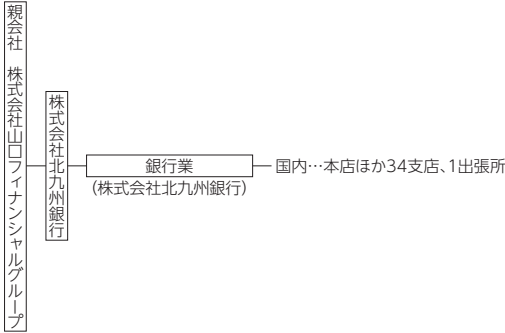 親会社　株式会社山口フィナンシャルグループ
株式会社北九州銀行
銀行業
(株式会社北九州銀行)
国内…本店ほか34支店、1出張所